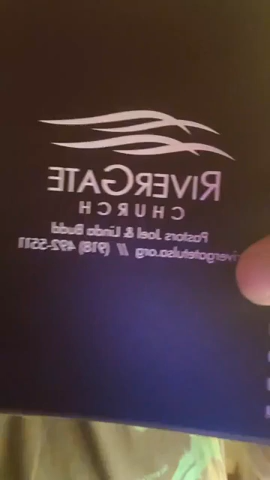 RIVERGATE
CHURCH
Pastors Joel & Linda Budd
rivergatetulsa.org // (918) 492-5511